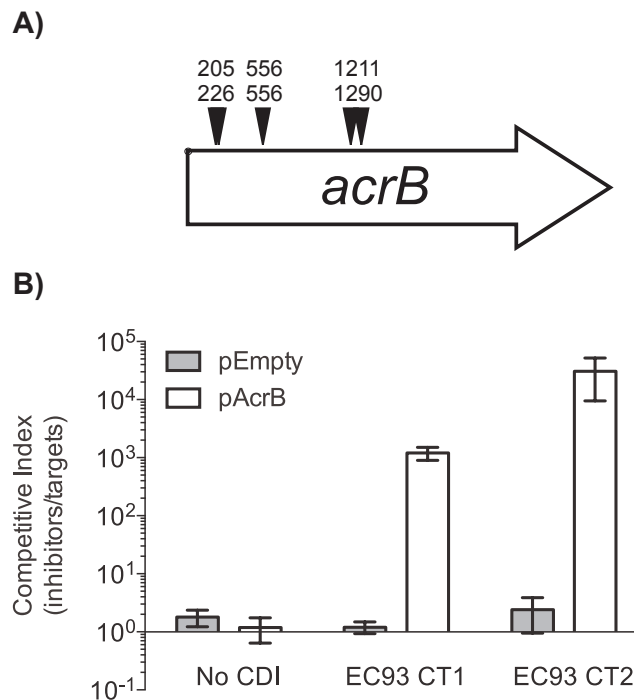 A)
205 556 1211
226 556 1290
acrB
B)
10^5
10^4
10^3
10^2
10^1
10^0
10^-1
Competitive Index
(inhibitors/targets)
pEmpty
pAcrB
No CDI EC93 CT1 EC93 CT2